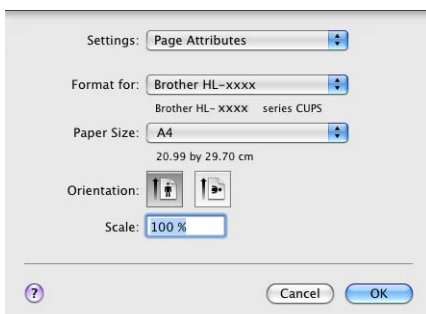 Settings: Page Attributes
Format for: Brother HL-xxxx
Brother HL- xxxx series CUPS
Paper Size: A4
20.99 by 29.70 cm
Orientation:
Scale: 100 %
? Cancel OK